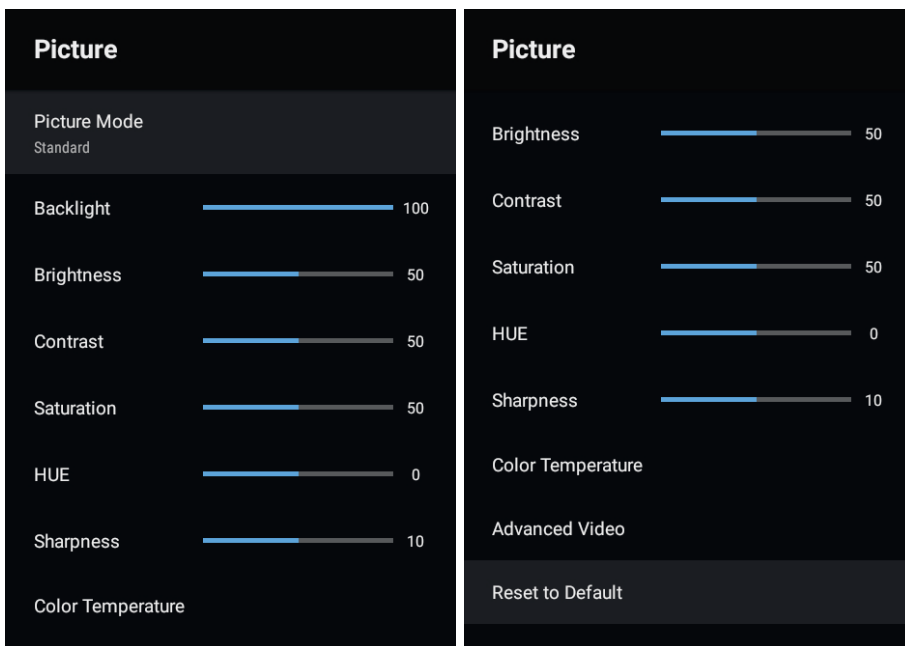 Picture
Picture Mode
Standard
Backlight 100
Brightness 50
Contrast 50
Saturation 50
HUE 0
Sharpness 10
Color Temperature
Picture
Brightness 50
Contrast 50
Saturation 50
HUE 0
Sharpness 10
Color Temperature
Advanced Video
Reset to Default